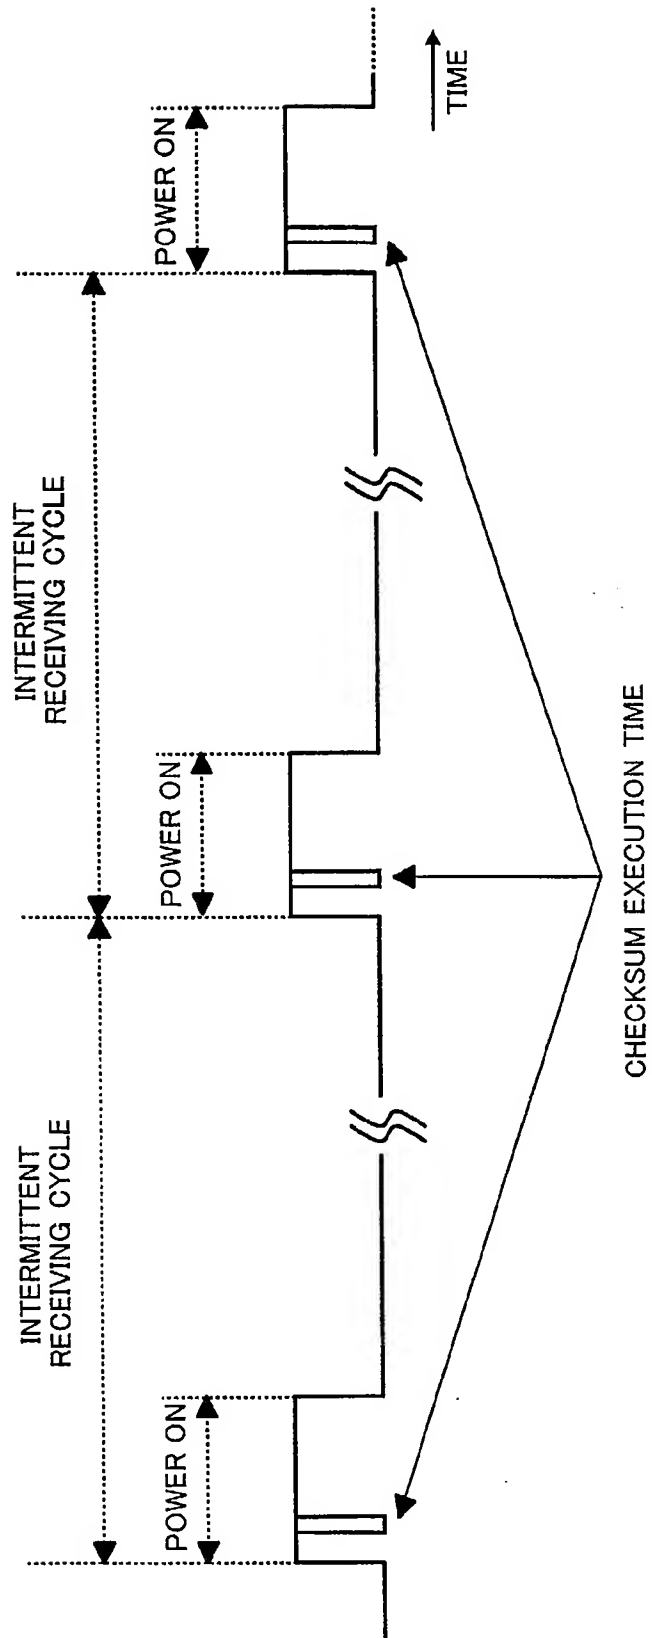 INTERMITTENT
RECEIVING CYCLE
INTERMITTENT
RECEIVING CYCLE
POWER ON
POWER ON
POWER ON
TIME
CHECKSUM EXECUTION TIME